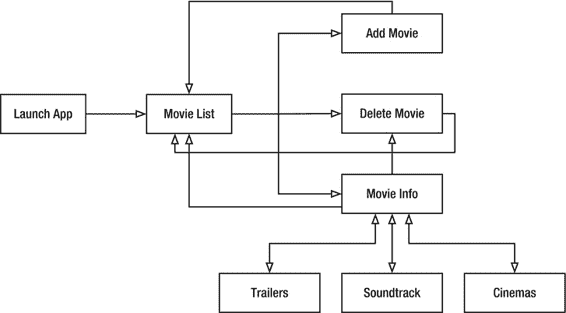 Add Movie
Launch App
Movie List
Delete Movie
Movie Info
Trailers
Soundtrack
Cinemas